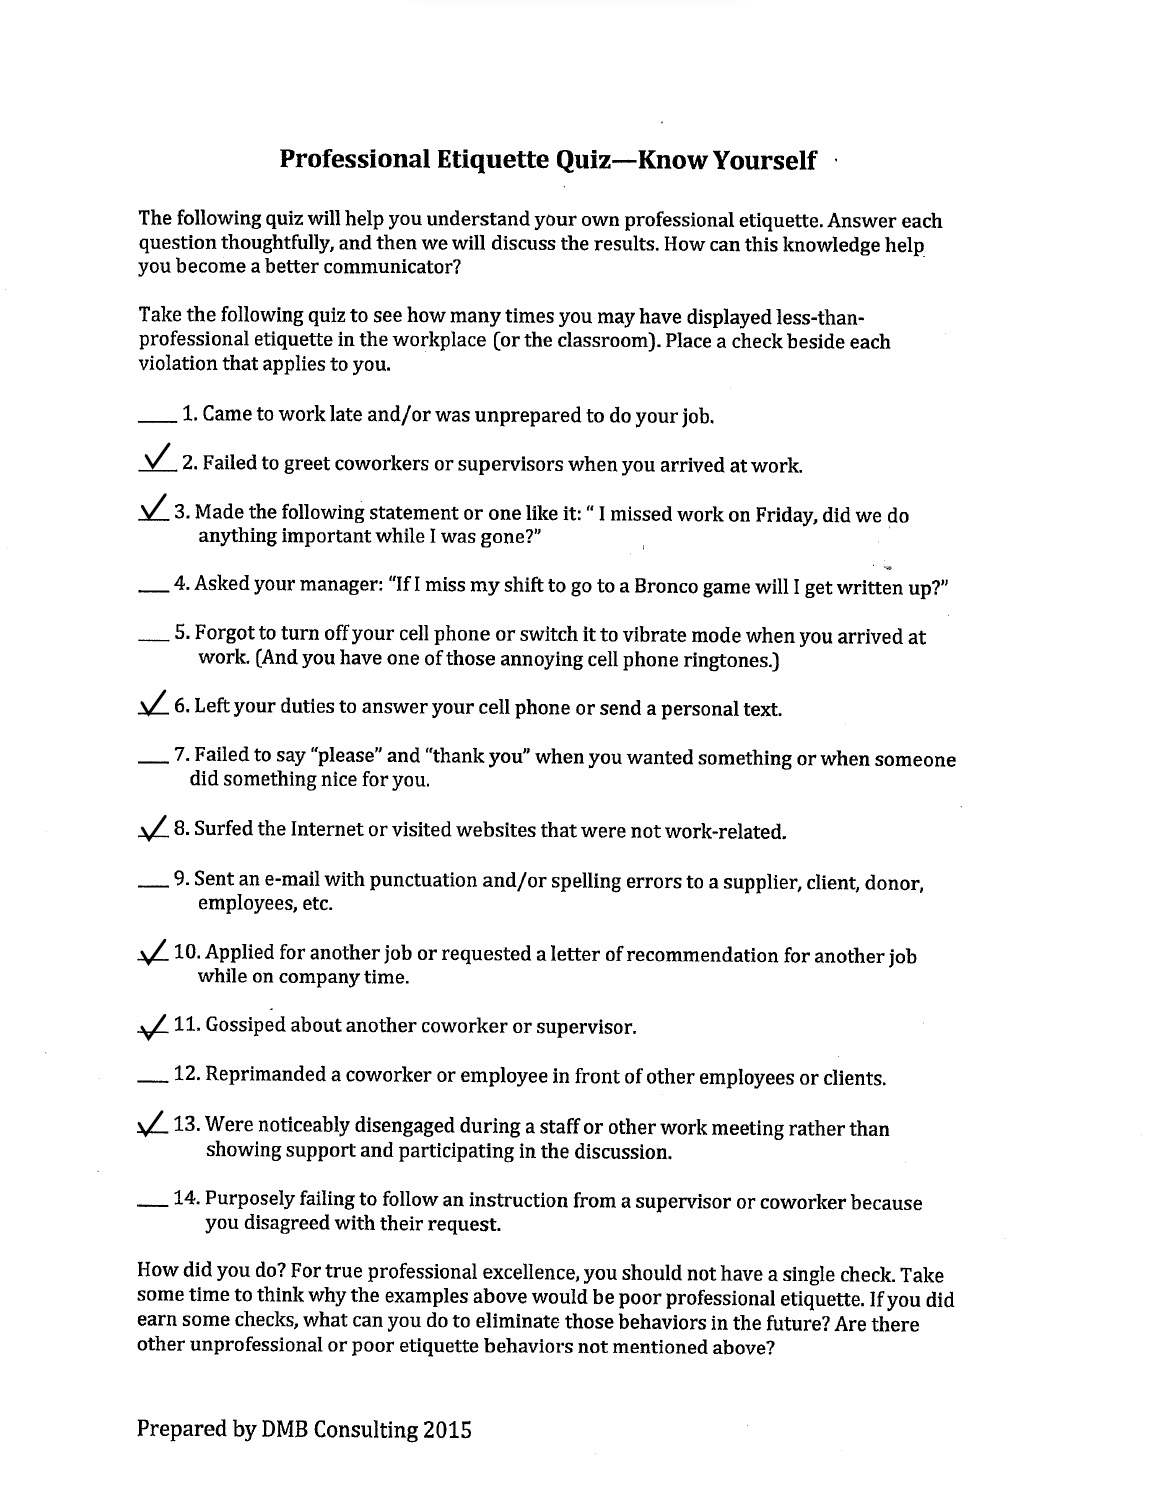 Professional Etiquette Quiz—Know Yourself
The following quiz will help you understand your own professional etiquette. Answer each
question thoughtfully, and then we will discuss the results. How can this knowledge help
you become a better communicator?
Take the following quiz to see how many times you may have displayed less-than-
professional etiquette in the workplace (or the classroom). Place a check beside each
violation that applies to you.
___ 1. Came to work late and/or was unprepared to do your job.
✓ 2. Failed to greet coworkers or supervisors when you arrived at work.
✓ 3. Made the following statement or one like it: “ I missed work on Friday, did we do
anything important while I was gone?”
___ 4. Asked your manager: “If I miss my shift to go to a Bronco game will I get written up?”
___ 5. Forgot to turn off your cell phone or switch it to vibrate mode when you arrived at
work. (And you have one of those annoying cell phone ringtones.)
✓ 6. Left your duties to answer your cell phone or send a personal text.
___ 7. Failed to say “please” and “thank you” when you wanted something or when someone
did something nice for you.
✓ 8. Surfed the Internet or visited websites that were not work-related.
___ 9. Sent an e-mail with punctuation and/or spelling errors to a supplier, client, donor,
employees, etc.
✓ 10. Applied for another job or requested a letter of recommendation for another job
while on company time.
✓ 11. Gossiped about another coworker or supervisor.
___ 12. Reprimanded a coworker or employee in front of other employees or clients.
✓ 13. Were noticeably disengaged during a staff or other work meeting rather than
showing support and participating in the discussion.
___ 14. Purposely failing to follow an instruction from a supervisor or coworker because
you disagreed with their request.
How did you do? For true professional excellence, you should not have a single check. Take
some time to think why the examples above would be poor professional etiquette. If you did
earn some checks, what can you do to eliminate those behaviors in the future? Are there
other unprofessional or poor etiquette behaviors not mentioned above?
Prepared by DMB Consulting 2015